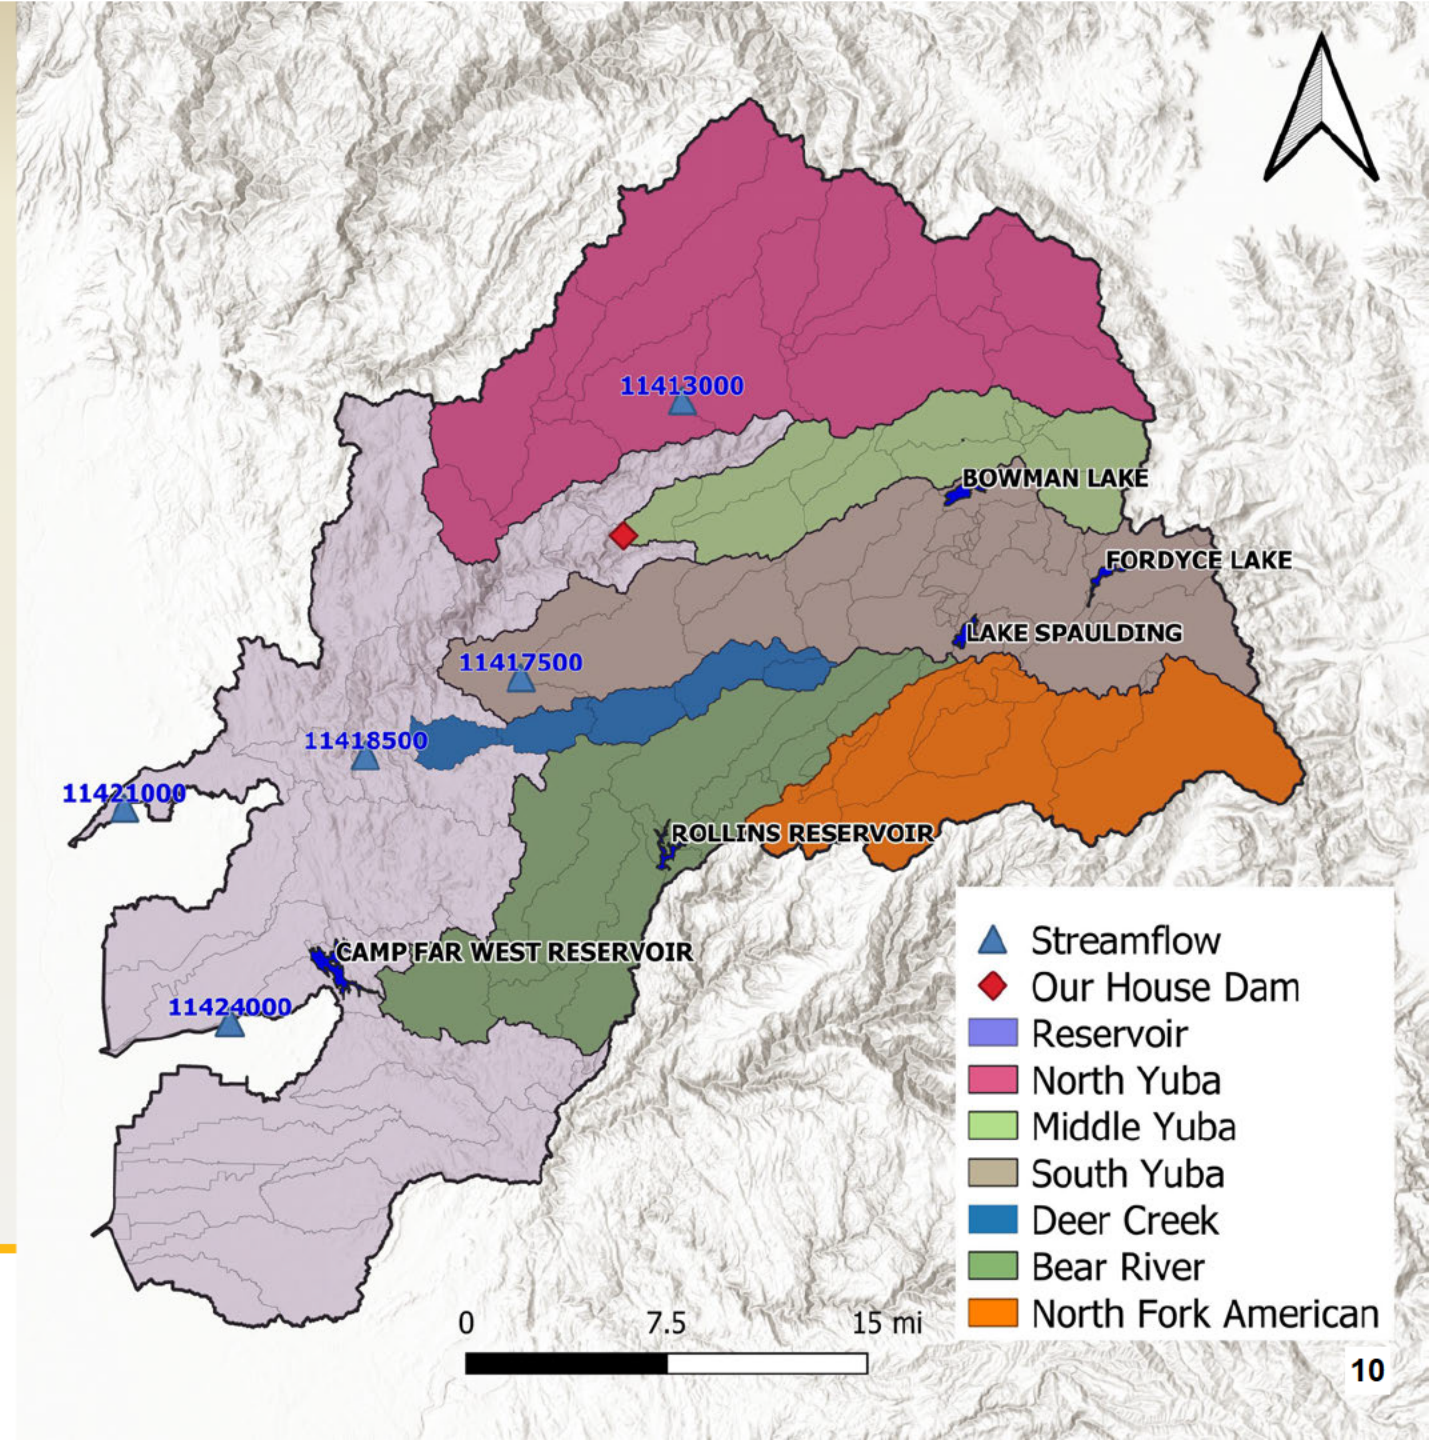 11413000
BOWMAN LAKE
FORDYCE LAKE
LAKE SPAULDING
11417500
11418500
11421000
ROLLINS RESERVOIR
CAMP FAR WEST RESERVOIR
11424000
Streamflow
Our House Dam
Reservoir
North Yuba
Middle Yuba
South Yuba
Deer Creek
Bear River
North Fork American
0 7.5 15 mi
10